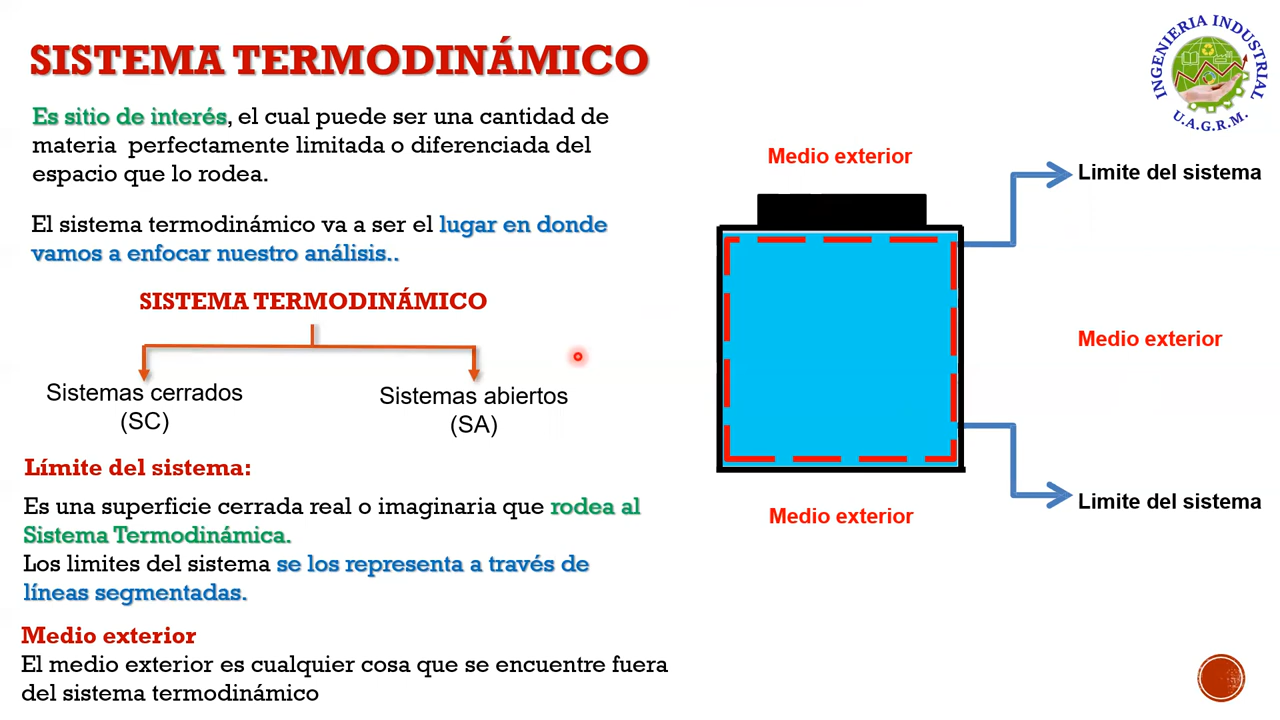 SISTEMA TERMODINÁMICO
Es sitio de interés, el cual puede ser una cantidad de
materia perfectamente limitada o diferenciada del
espacio que lo rodea.
El sistema termodinámico va a ser el lugar en donde
vamos a enfocar nuestro análisis..
SISTEMA TERMODINÁMICO
Sistemas cerrados
(SC)
Sistemas abiertos
(SA)
Límite del sistema:
Es una superficie cerrada real o imaginaria que rodea al
Sistema Termodinámica.
Los limites del sistema se los representa a través de
líneas segmentadas.
Medio exterior
El medio exterior es cualquier cosa que se encuentre fuera
del sistema termodinámico
INGENIERIA INDUSTRIAL
U.A.G.R.M.
Medio exterior
Limite del sistema
Medio exterior
Limite del sistema
Medio exterior